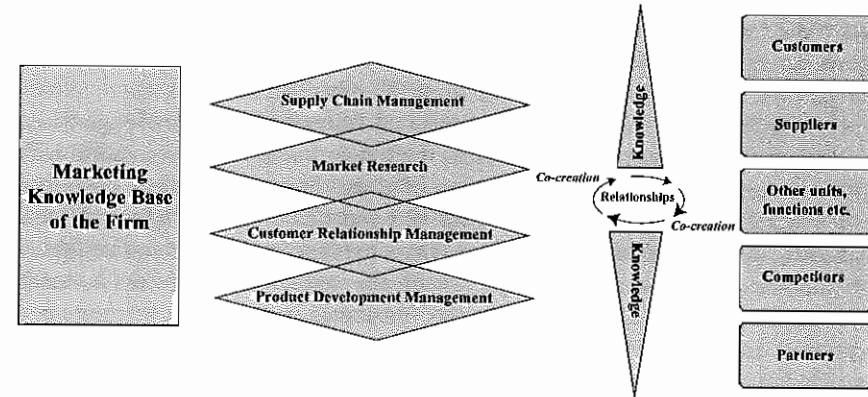 Marketing
Knowledge Base
of the Firm
Supply Chain Management
Market Research
Customer Relationship Management
Product Development Management
Knowledge
Co-creation
Relationships
Co-creation
Knowledge
Customers
Suppliers
Other units,
functions etc.
Competitors
Partners